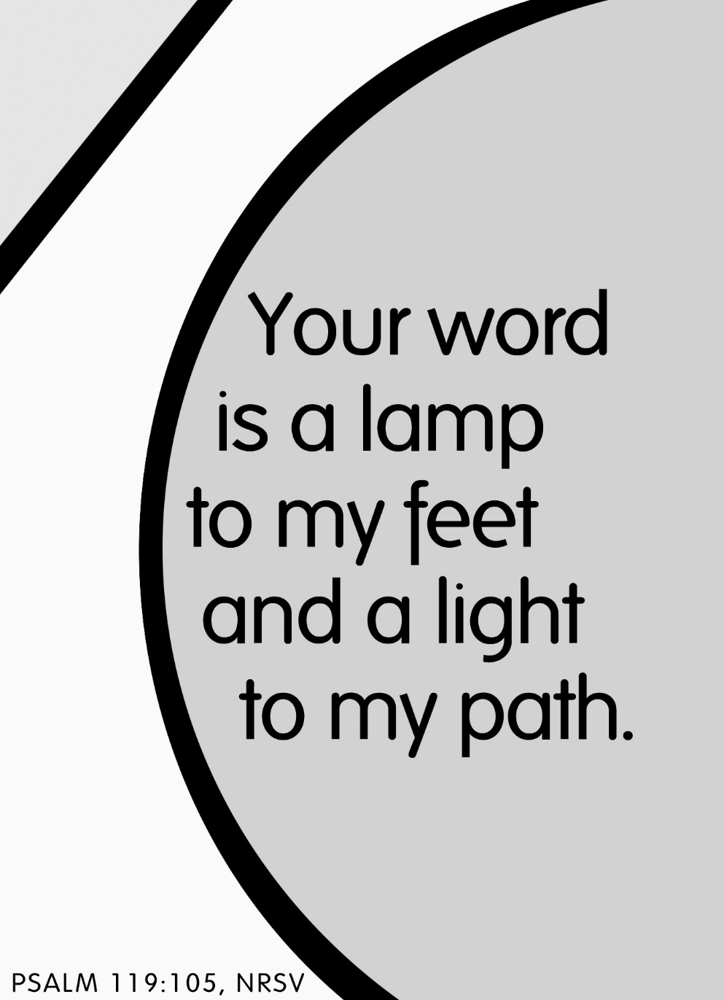 Your word
is a lamp
to my feet
and a light
to my path.
PSALM 119:105, NRSV